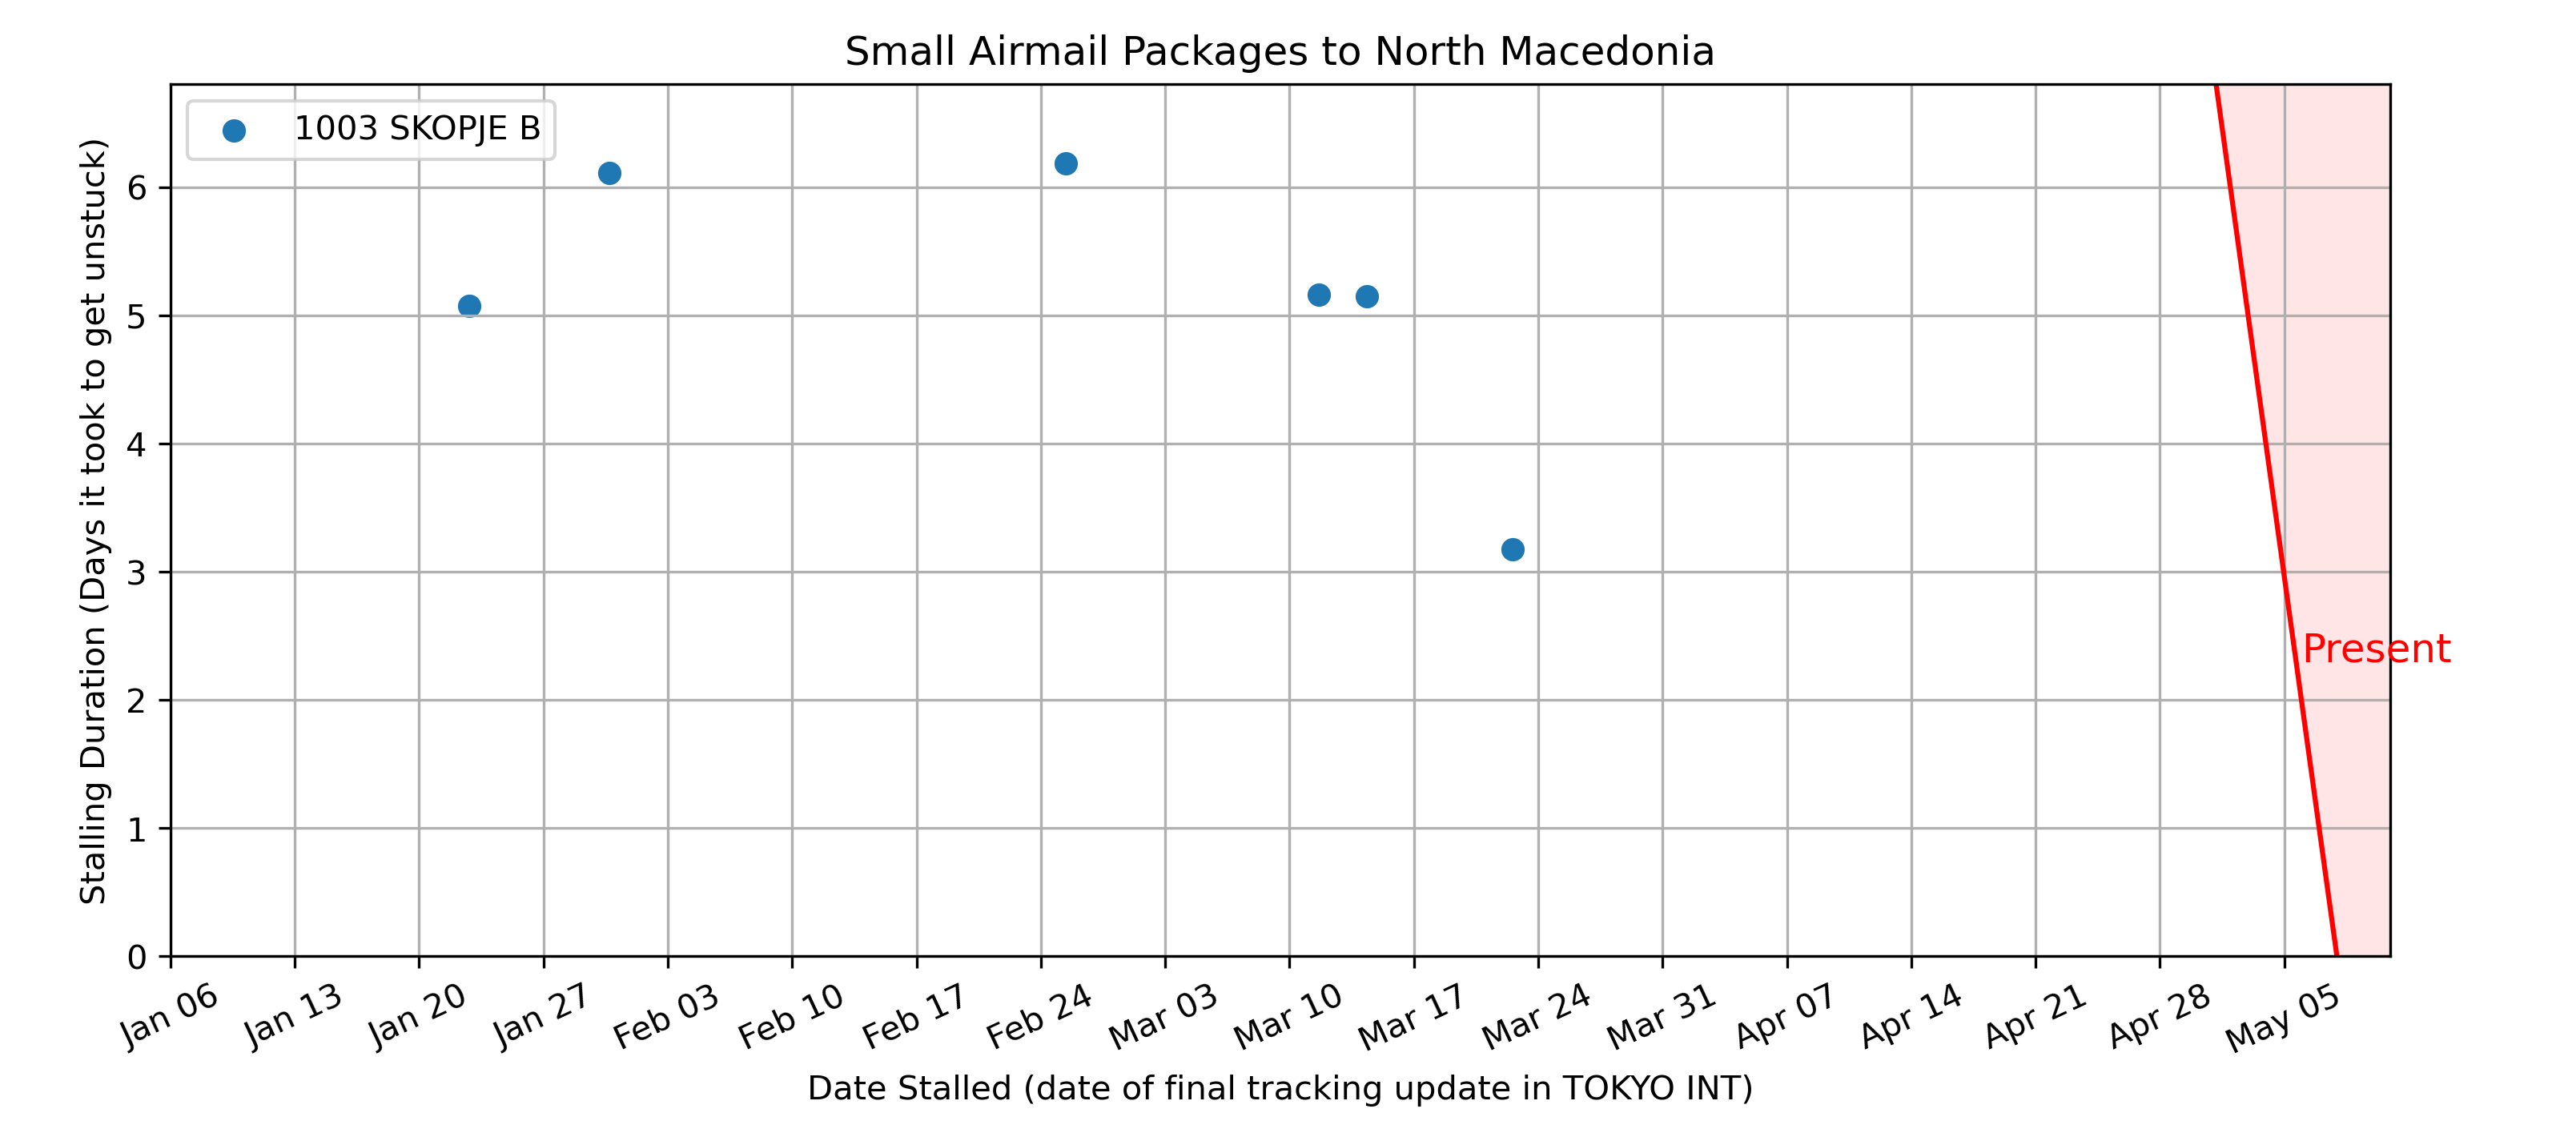 Small Airmail Packages to North Macedonia
1003 SKOPJE B
Stalling Duration (Days it took to get unstuck)
6
5
4
3
2
1
0
Present
Jan 06
Jan 13
Jan 20
Jan 27
Feb 03
Feb 10
Feb 17
Feb 24
Mar 03
Mar 10
Mar 17
Mar 24
Mar 31
Apr 07
Apr 14
Apr 21
Apr 28
May 05
Date Stalled (date of final tracking update in TOKYO INT)